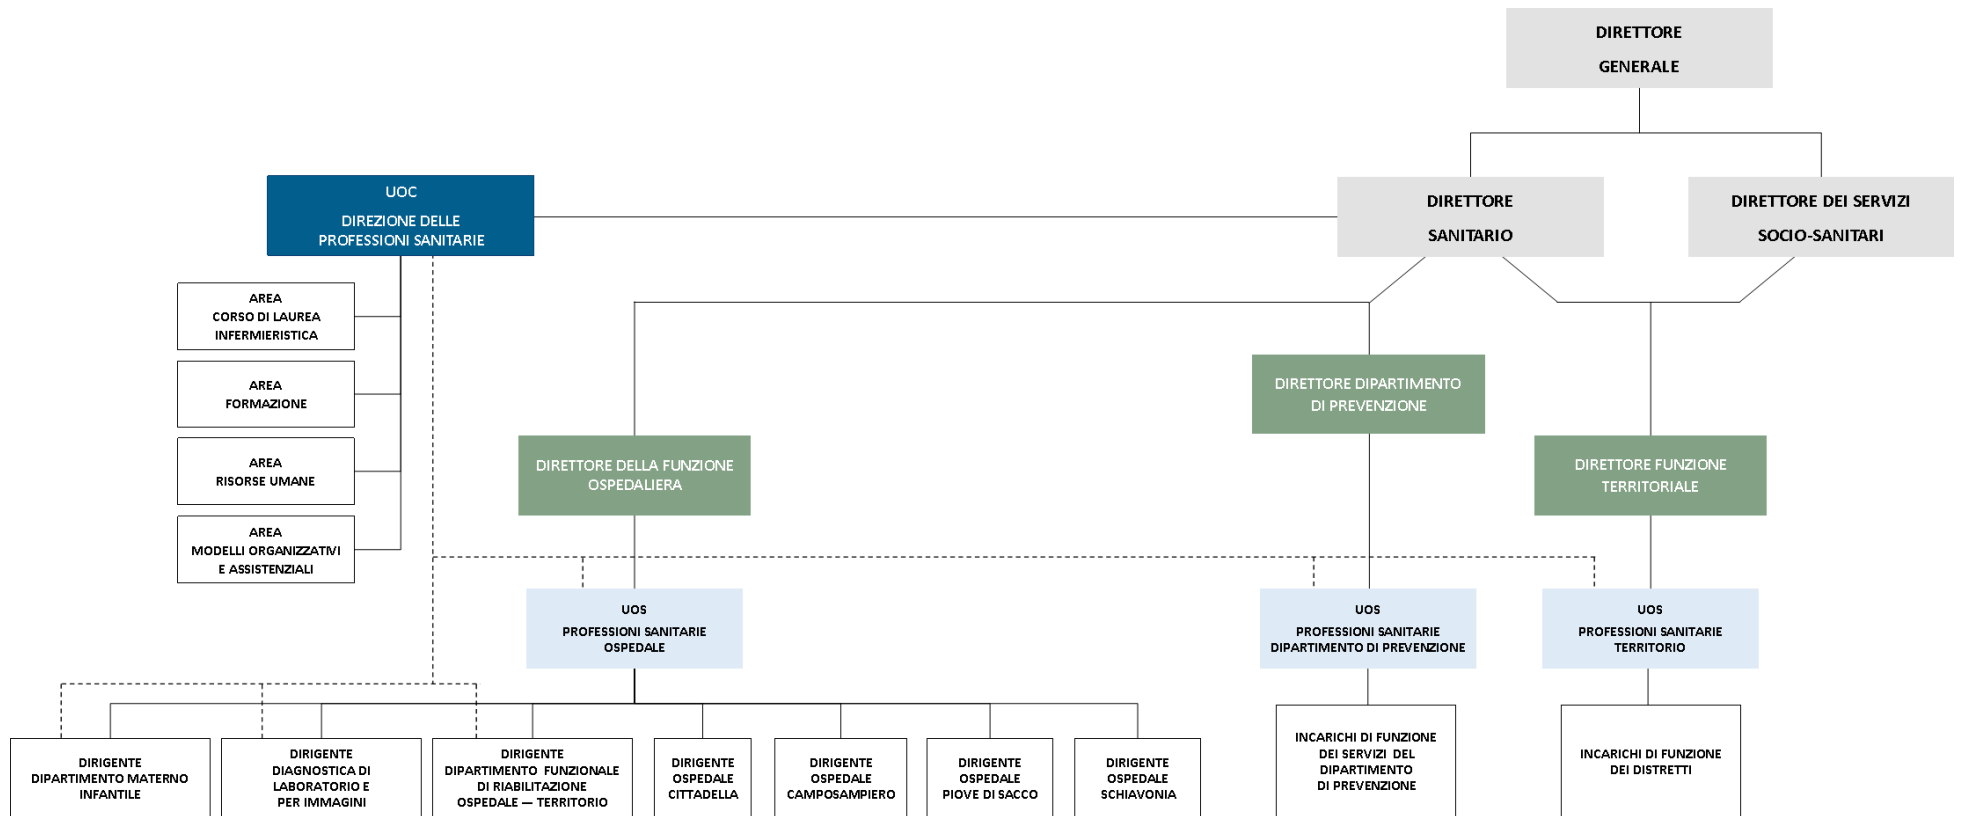 DIRETTORE
GENERALE
UOC
DIREZIONE DELLE
PROFESSIONI SANITARIE
DIRETTORE
SANITARIO
DIRETTORE DEI SERVIZI
SOCIO-SANITARI
AREA
CORSO DI LAUREA
INFERMIERISTICA
AREA
FORMAZIONE
AREA
RISORSE UMANE
AREA
MODELLI ORGANIZZATIVI
E ASSISTENZIALI
DIRETTORE DIPARTIMENTO
DI PREVENZIONE
DIRETTORE DELLA FUNZIONE
OSPEDALIERA
DIRETTORE FUNZIONE
TERRITORIALE
UOS
PROFESSIONI SANITARIE
OSPEDALE
UOS
PROFESSIONI SANITARIE
DIPARTIMENTO DI PREVENZIONE
UOS
PROFESSIONI SANITARIE
TERRITORIO
DIRIGENTE
DIPARTIMENTO MATERNO
INFANTILE
DIRIGENTE
DIAGNOSTICA DI
LABORATORIO E
PER IMMAGINI
DIRIGENTE
DIPARTIMENTO FUNZIONALE
DI RIABILITAZIONE
OSPEDALE — TERRITORIO
DIRIGENTE
OSPEDALE
CITTADELLA
DIRIGENTE
OSPEDALE
CAMPOSAMPIERO
DIRIGENTE
OSPEDALE
PIOVE DI SACCO
DIRIGENTE
OSPEDALE
SCHIAVONIA
INCARICHI DI FUNZIONE
DEI SERVIZI DEL
DIPARTIMENTO
DI PREVENZIONE
INCARICHI DI FUNZIONE
DEI DISTRETTI